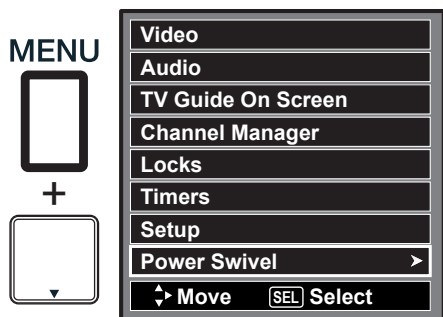 MENU
+
Video
Audio
TV Guide On Screen
Channel Manager
Locks
Timers
Setup
Power Swivel
Move SEL Select